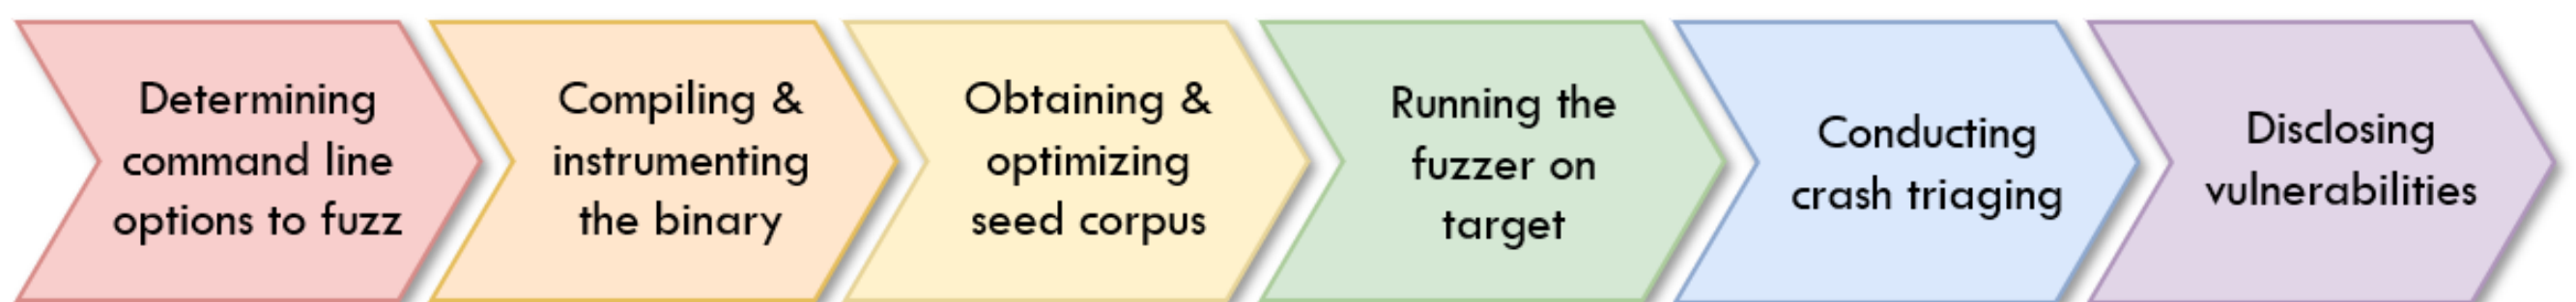 Determining
command line
options to fuzz
Compiling &
instrumenting
the binary
Obtaining &
optimizing
seed corpus
Running the
fuzzer on
target
Conducting
crash triaging
Disclosing
vulnerabilities